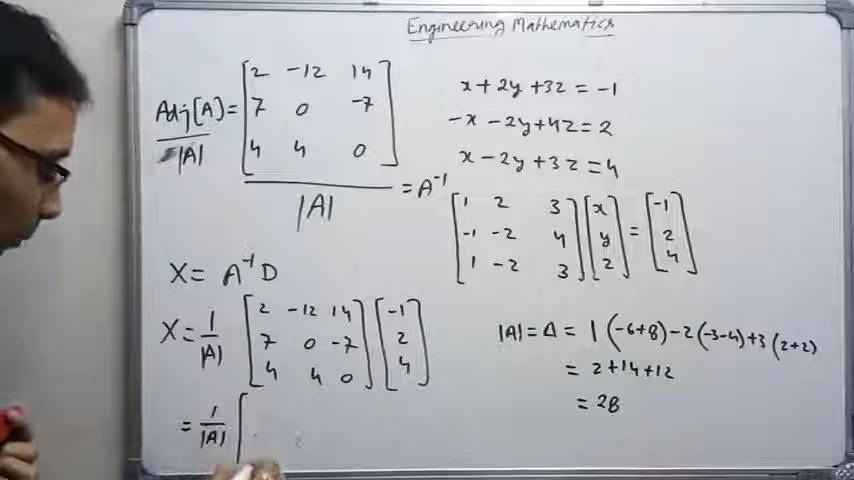 Engineering Mathematics
Adj[A] = [2 -12 14
|A| 7 0 -7
4 4 0]
|A|
= A⁻¹
x + 2y + 3z = -1
-x - 2y + 4z = 2
x - 2y + 3z = 4
[1 2 3] [x] = [-1]
[-1 -2 4] [y] [2]
[1 -2 3] [z] [4]
X = A⁻¹ D
X = 1/|A| [2 -12 14] [-1]
[7 0 -7] [2]
[4 4 0] [4]
= 1/|A| [
|A| = Δ = 1(-6+8) -2(-3-4) +3(2+2)
= 2+14+12
= 28